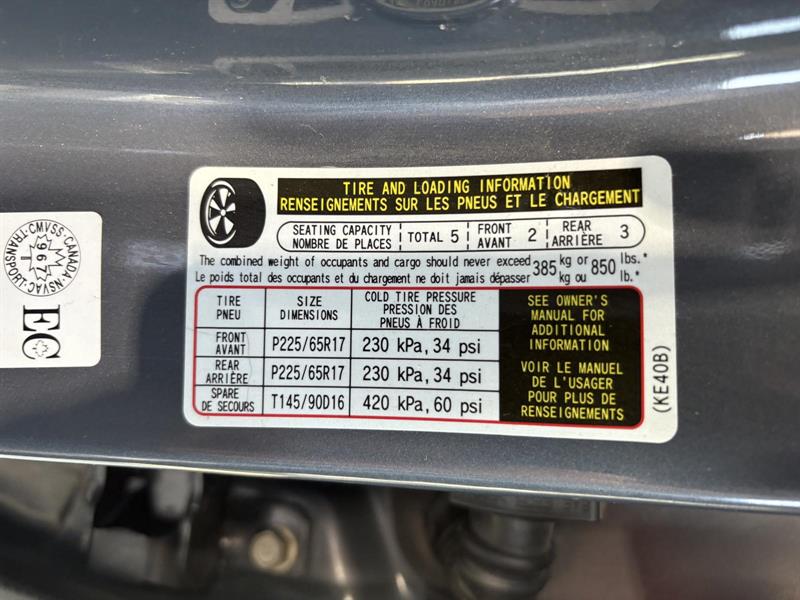 TIRE AND LOADING INFORMATION
RENSEIGNEMENTS SUR LES PNEUS ET LE CHARGEMENT
SEATING CAPACITY
NOMBRE DE PLACES
TOTAL 5
FRONT
AVANT
2
REAR
ARRIÈRE
3
The combined weight of occupants and cargo should never exceed
Le poids total des occupants et du chargement ne doit jamais dépasser
385
kg or
kg ou
850
lbs.*
lb.*
TIRE
PNEU
SIZE
DIMENSIONS
COLD TIRE PRESSURE
PRESSION DES
PNEUS À FROID
FRONT
AVANT
P225/65R17
230 kPa, 34 psi
REAR
ARRIÈRE
P225/65R17
230 kPa, 34 psi
SPARE
DE SECOURS
T145/90D16
420 kPa, 60 psi
SEE OWNER'S
MANUAL FOR
ADDITIONAL
INFORMATION
VOIR LE MANUEL
DE L'USAGER
POUR PLUS DE
RENSEIGNEMENTS
(KE40B)
TRANSPORT·CMVSS·CANADA·NSVAC
967
EC